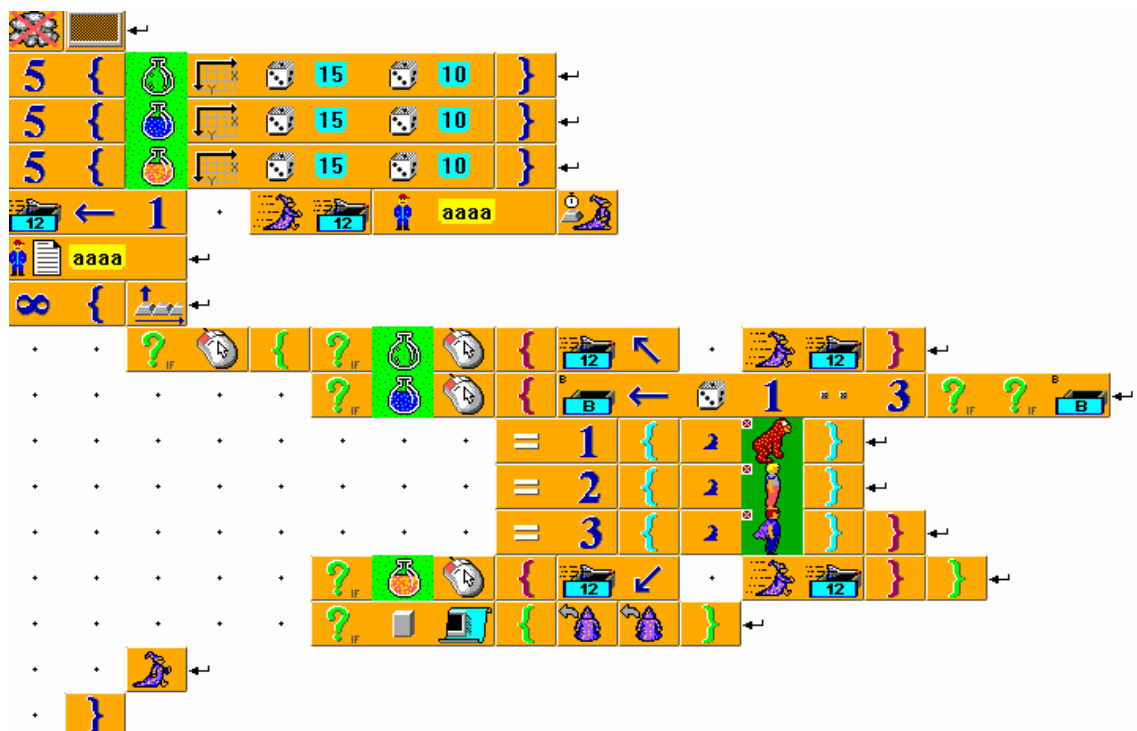 5 { X Y 15 10 }
5 { X Y 15 10 }
5 { X Y 15 10 }
12 ← 1 12 aaaa
aaaa
∞ {
? IF { ? IF { 12 ↖ 12 }
? IF { B B ← 1 .. 3 ? IF ? IF B B
= 1 { 2 }
= 2 { 2 }
= 3 { 2 } }
? IF { 12 ↙ 12 } }
? IF { }
}